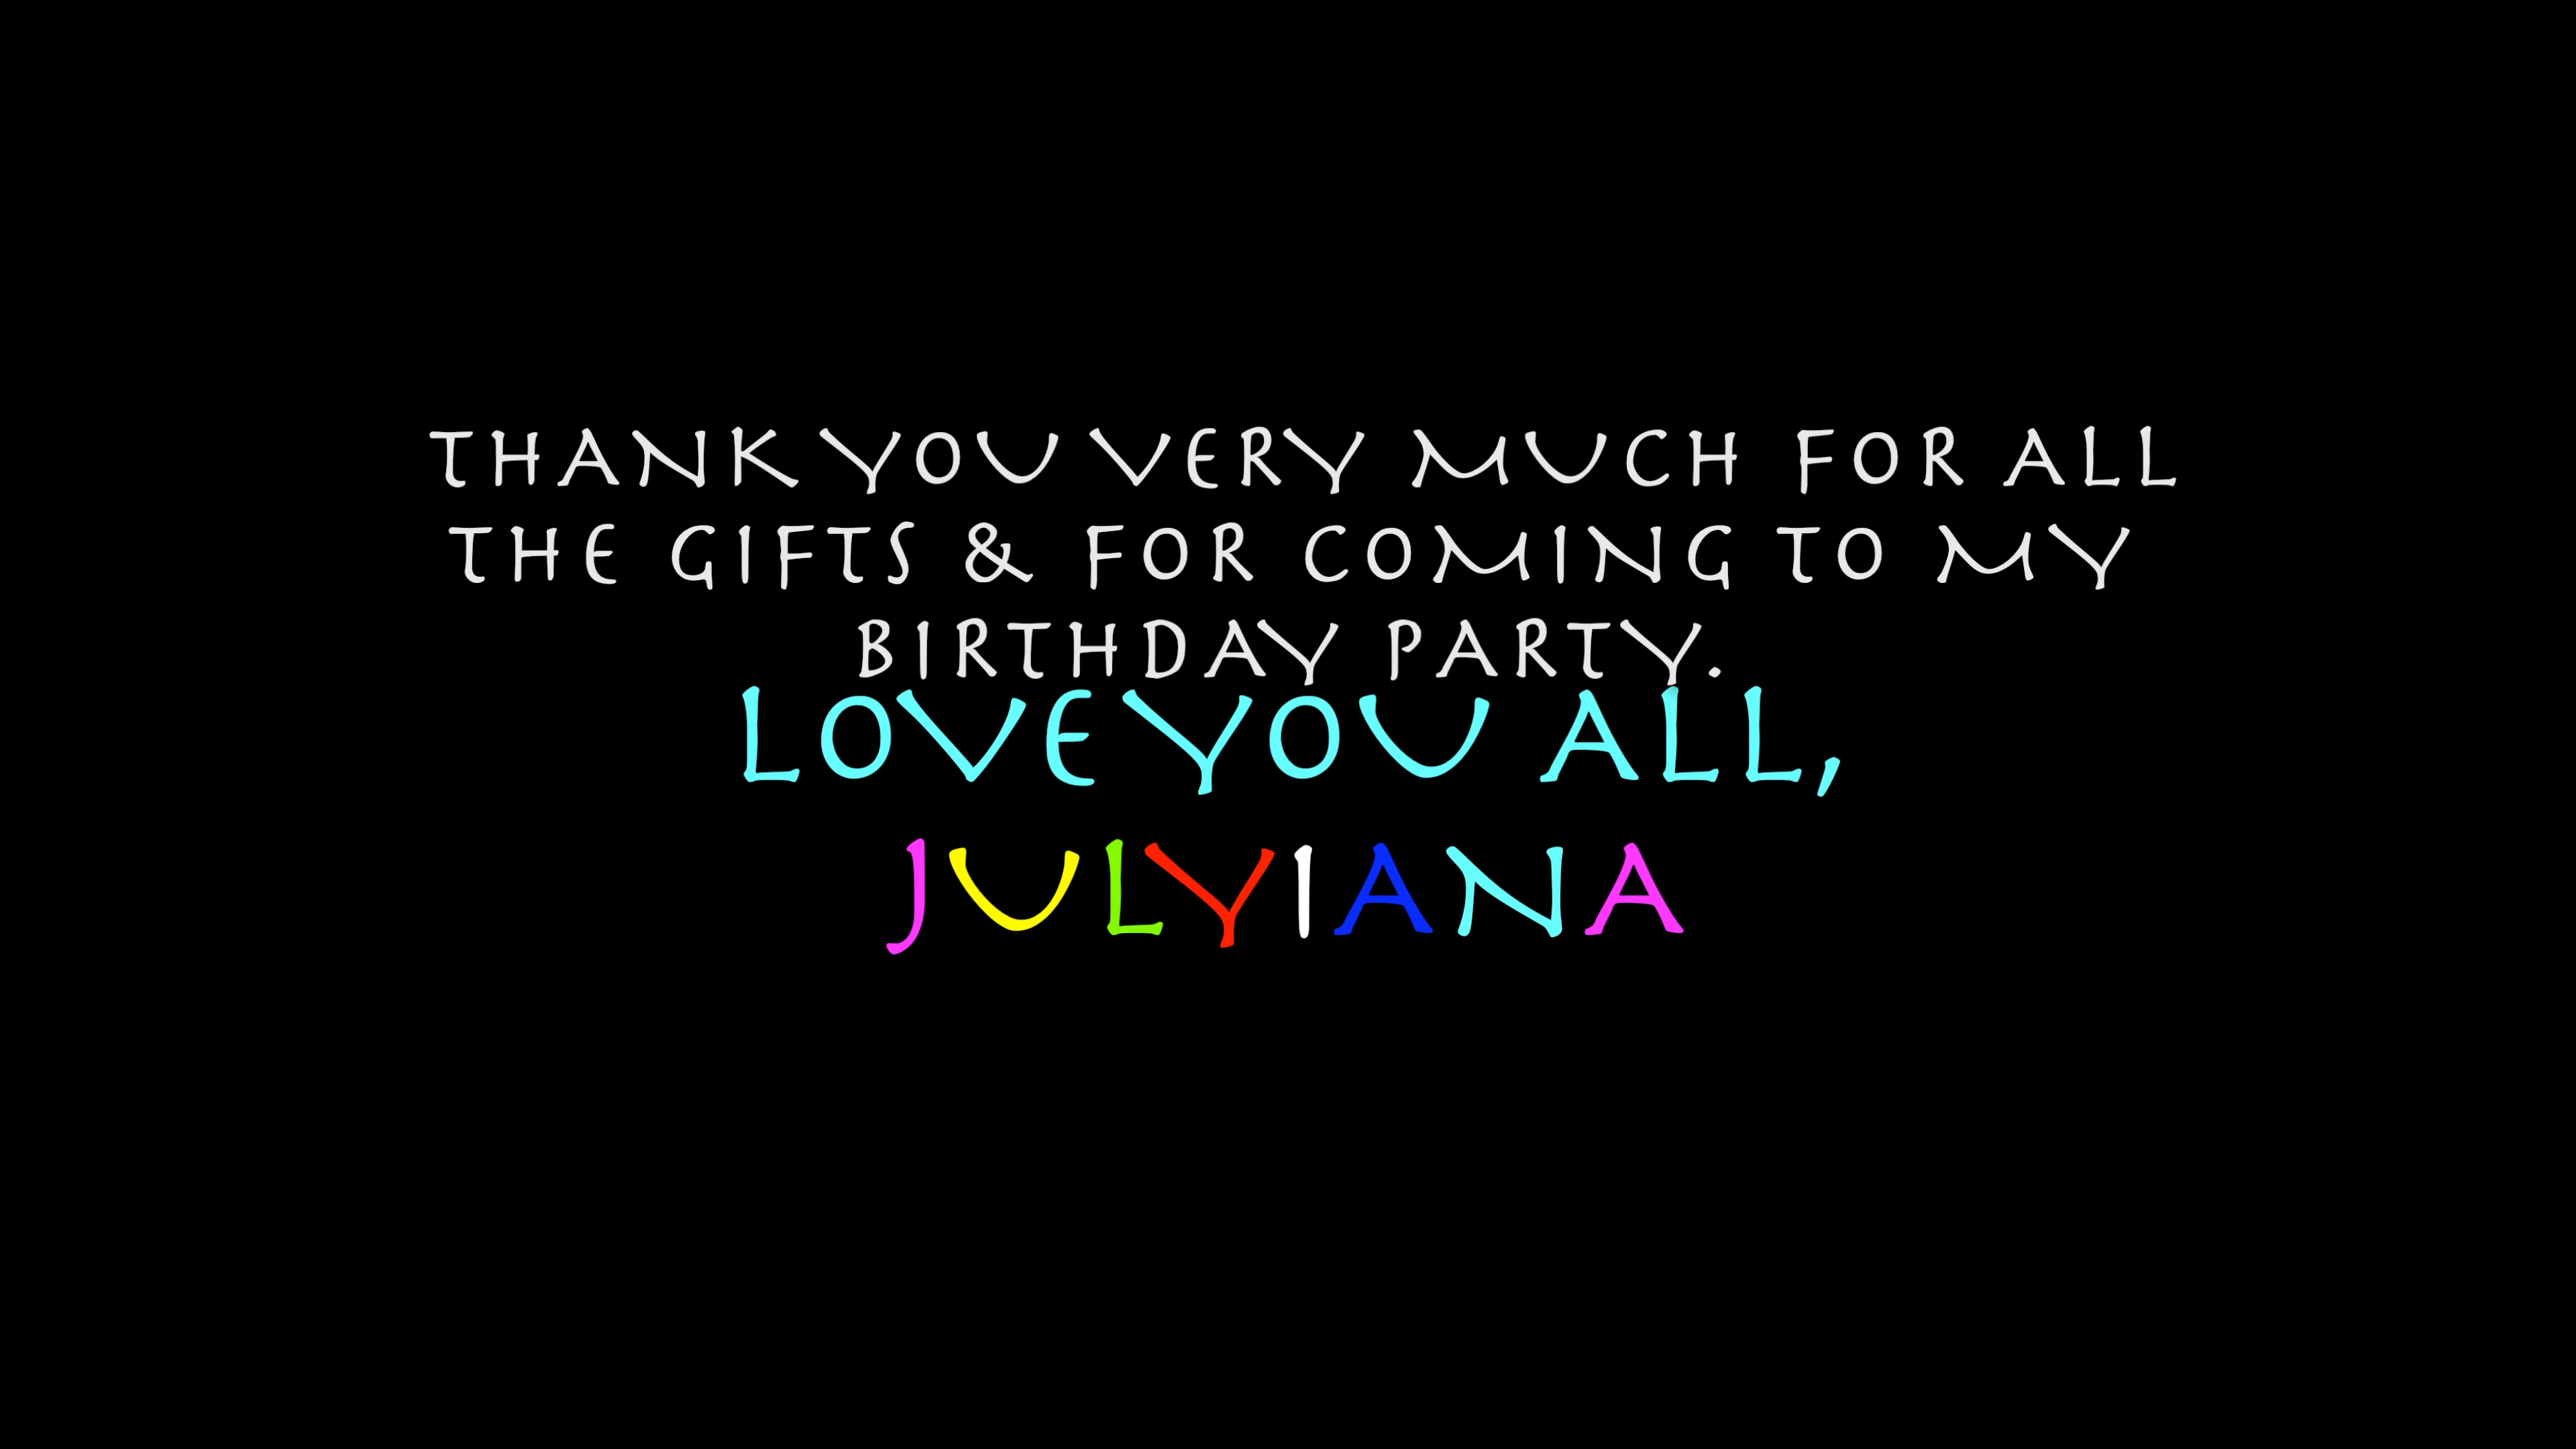 THANK YOU VERY MUCH FOR ALL
THE GIFTS & FOR COMING TO MY
BIRTHDAY PARTY.
LOVE YOU ALL,
JULYIANA